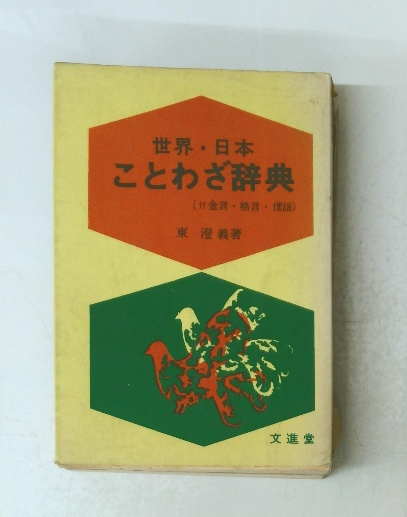 世界・日本
ことわざ辞典
(付金言・格言・俚謡)
東 澄義著
文進堂